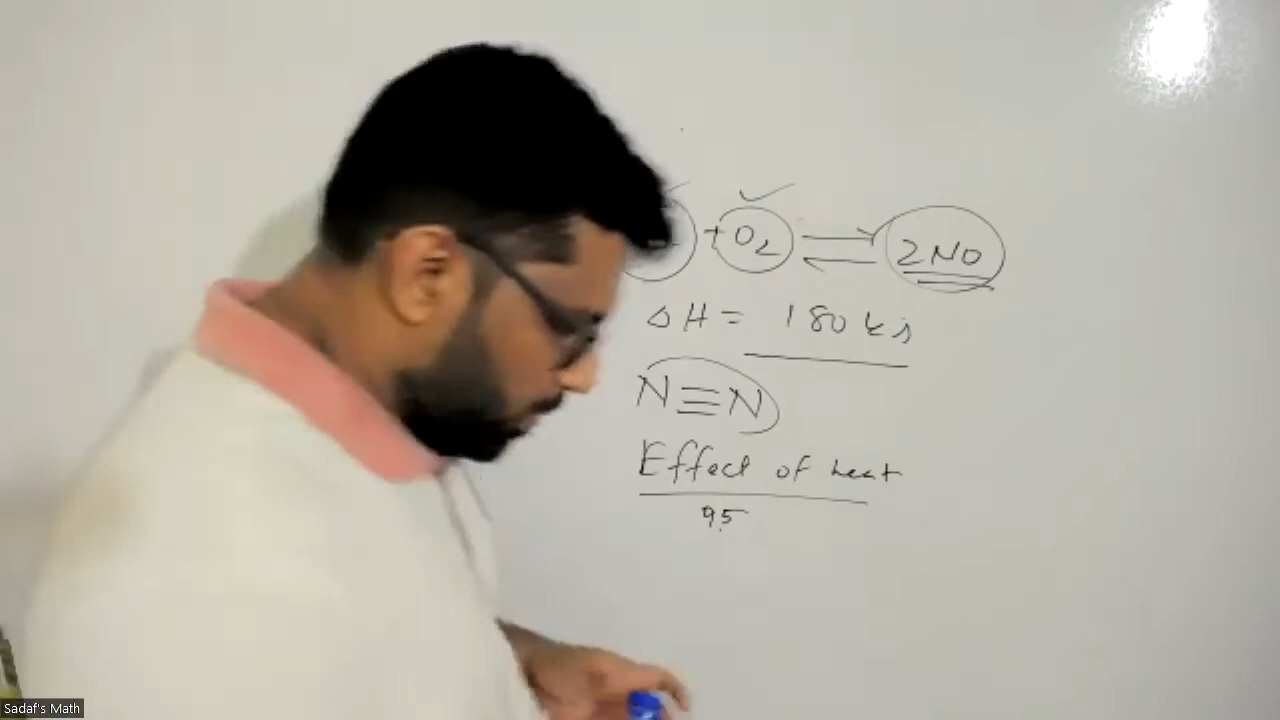 + O₂ ⇌ 2NO
ΔH = 180 kj
N≡N
Effect of heat
95
Sadaf's Math